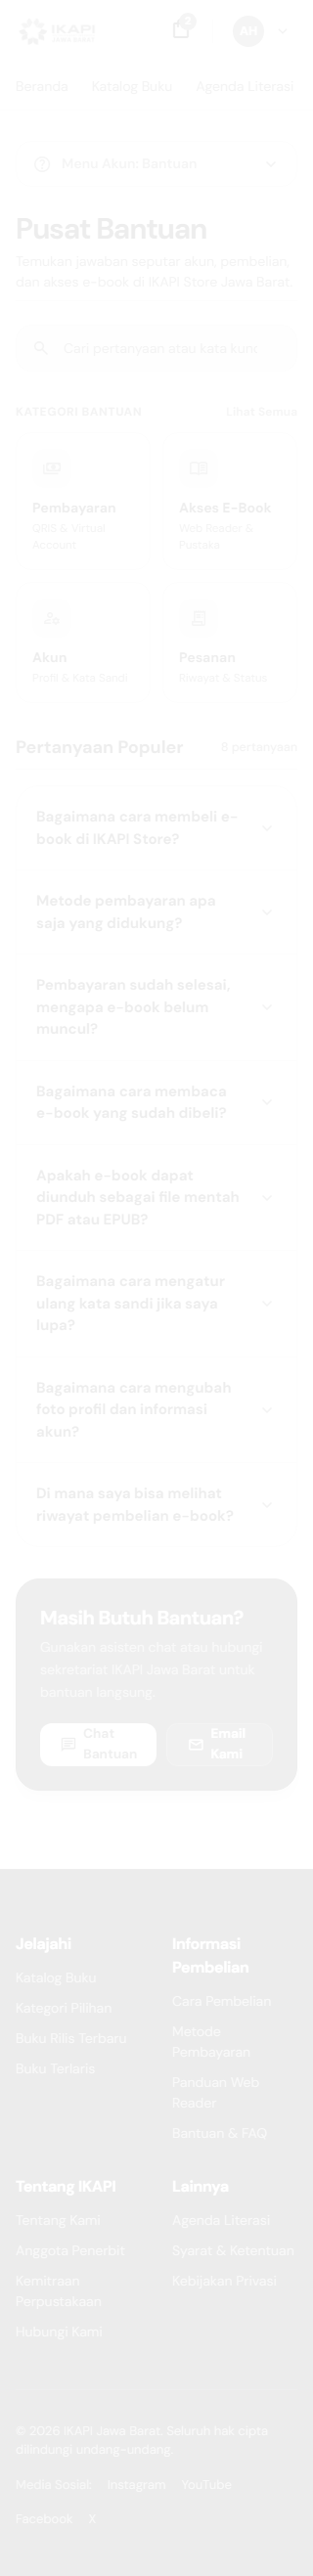 IKAPI
JAWA BARAT
2
AH
Beranda Katalog Buku Agenda Literasi
Menu Akun: Bantuan
Pusat Bantuan
Temukan jawaban seputar akun, pembelian,
dan akses e-book di IKAPI Store Jawa Barat.
Cari pertanyaan atau kata kunc
KATEGORI BANTUAN Lihat Semua
Pembayaran
QRIS & Virtual
Account
Akses E-Book
Web Reader &
Pustaka
Akun
Profil & Kata Sandi
Pesanan
Riwayat & Status
Pertanyaan Populer 8 pertanyaan
Bagaimana cara membeli e-
book di IKAPI Store?
Metode pembayaran apa
saja yang didukung?
Pembayaran sudah selesai,
mengapa e-book belum
muncul?
Bagaimana cara membaca
e-book yang sudah dibeli?
Apakah e-book dapat
diunduh sebagai file mentah
PDF atau EPUB?
Bagaimana cara mengatur
ulang kata sandi jika saya
lupa?
Bagaimana cara mengubah
foto profil dan informasi
akun?
Di mana saya bisa melihat
riwayat pembelian e-book?
Masih Butuh Bantuan?
Gunakan asisten chat atau hubungi
sekretariat IKAPI Jawa Barat untuk
bantuan langsung.
Chat
Bantuan
Email
Kami
Jelajahi
Katalog Buku
Kategori Pilihan
Buku Rilis Terbaru
Buku Terlaris
Informasi
Pembelian
Cara Pembelian
Metode
Pembayaran
Panduan Web
Reader
Bantuan & FAQ
Tentang IKAPI
Tentang Kami
Anggota Penerbit
Kemitraan
Perpustakaan
Hubungi Kami
Lainnya
Agenda Literasi
Syarat & Ketentuan
Kebijakan Privasi
© 2026 IKAPI Jawa Barat. Seluruh hak cipta
dilindungi undang-undang.
Media Sosial: Instagram YouTube
Facebook X